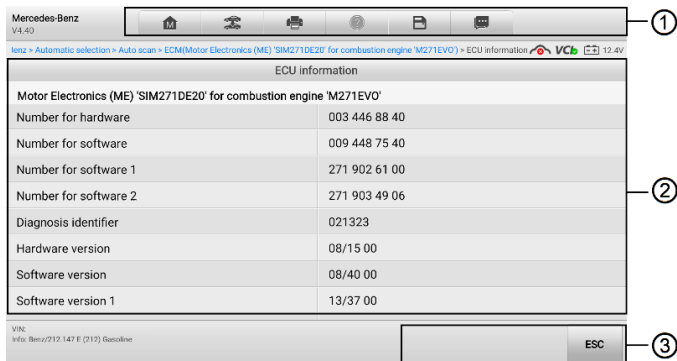 Mercedes-Benz
V4.40
M
?
1
lenz > Automatic selection > Auto scan > ECM(Motor Electronics (ME) 'SIM271DE20' for combustion engine 'M271EVO') > ECU information VCI 12.4V
ECU information
Motor Electronics (ME) 'SIM271DE20' for combustion engine 'M271EVO'
Number for hardware 003 446 88 40
Number for software 009 448 75 40
Number for software 1 271 902 61 00
Number for software 2 271 903 49 06
2
Diagnosis identifier 021323
Hardware version 08/15 00
Software version 08/40 00
Software version 1 13/37 00
VIN:
Info: Benz/212.147 E (212) Gasoline
ESC
3